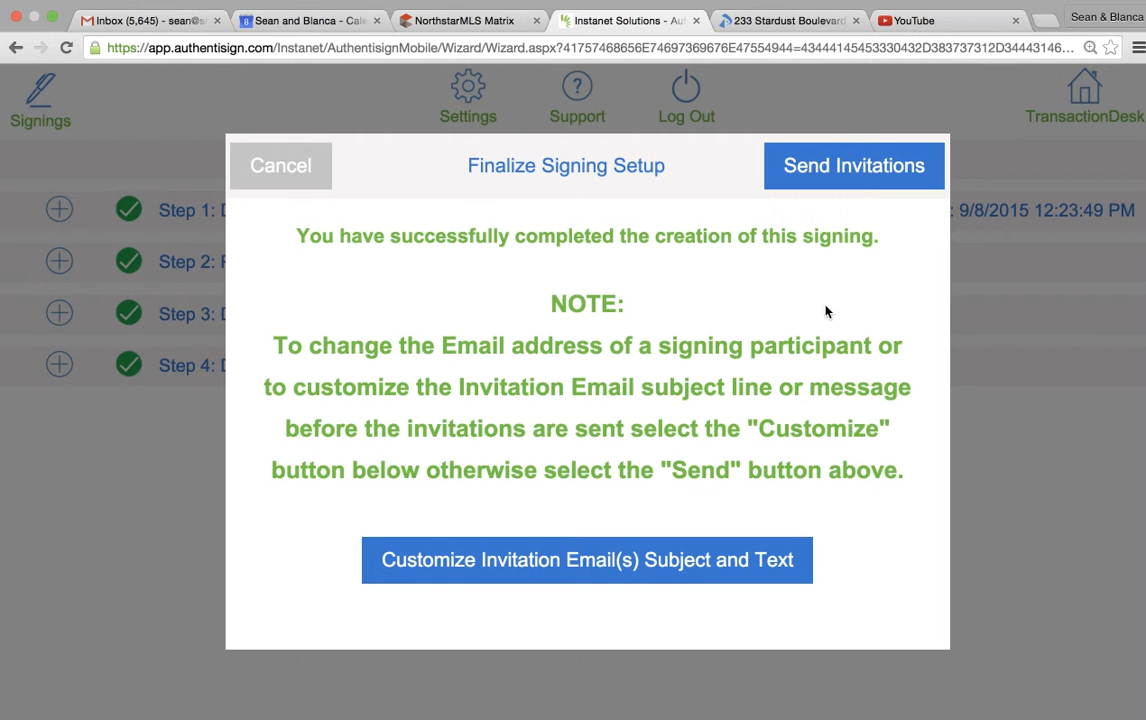 Inbox (5,645) - sean@s
Sean and Blanca - Cale
NorthstarMLS Matrix
Instanet Solutions - Aut
233 Stardust Boulevard
YouTube
Sean & Blanca
https://app.authentisign.com/Instanet/AuthentisignMobile/Wizard/Wizard.aspx?41757468656E74697369676E47554944=43444145453330432D383737312D34443146...
Signings
Settings
Support
Log Out
TransactionDesk
Cancel
Finalize Signing Setup
Send Invitations
Step 1: D
: 9/8/2015 12:23:49 PM
Step 2: P
Step 3: D
Step 4: D
You have successfully completed the creation of this signing.
NOTE:
To change the Email address of a signing participant or
to customize the Invitation Email subject line or message
before the invitations are sent select the "Customize"
button below otherwise select the "Send" button above.
Customize Invitation Email(s) Subject and Text